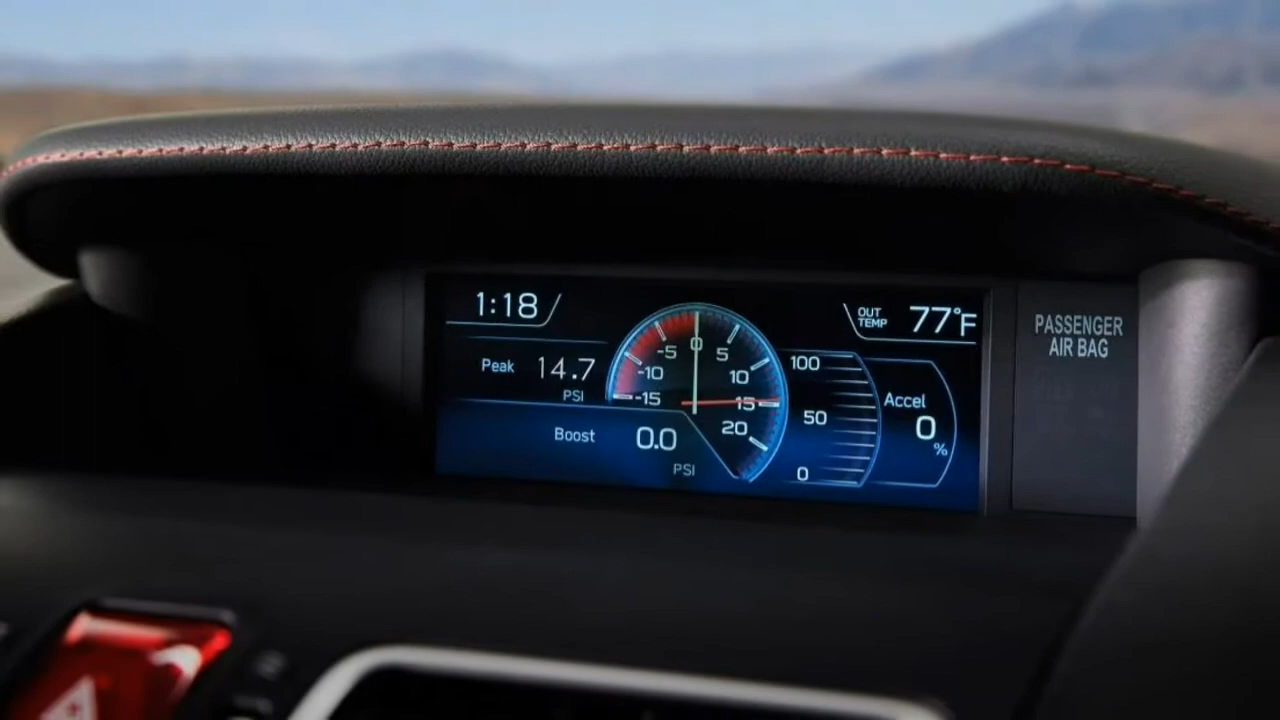 1:18
OUT TEMP 77°F
Peak 14.7
PSI
Boost 0.0
PSI
-15
-10
-5
0
5
10
15
20
100
50
0
Accel
0
%
PASSENGER
AIR BAG